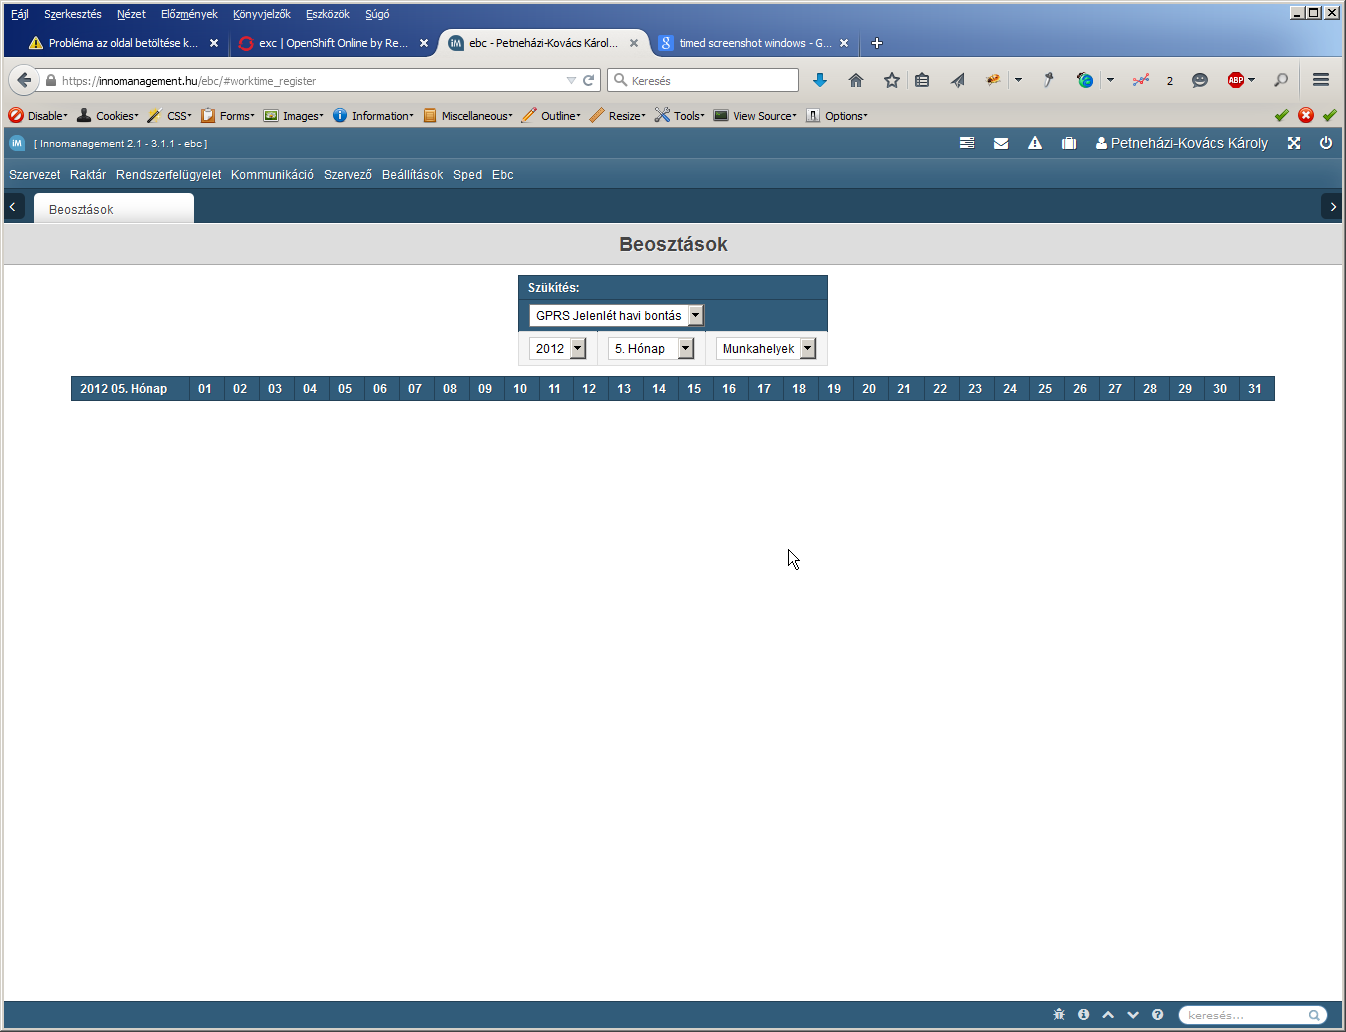 Fájl Szerkesztés Nézet Előzmények Könyvjelzők Eszközök Súgó
Probléma az oldal betöltése k... exc | OpenShift Online by Re... ebc - Petneházi-Kovács Károl... timed screenshot windows - G...
https://innomanagement.hu/ebc/#worktime_register Keresés 2 ABP
Disable Cookies CSS Forms Images Information Miscellaneous Outline Resize Tools View Source Options
iM [ Innomanagement 2.1 - 3.1.1 - ebc ] Petneházi-Kovács Károly
Szervezet Raktár Rendszerfelügyelet Kommunikáció Szervező Beállítások Sped Ebc
Beosztások
Beosztások
Szükítés:
GPRS Jelenlét havi bontás
2012 5. Hónap Munkahelyek
2012 05. Hónap 01 02 03 04 05 06 07 08 09 10 11 12 13 14 15 16 17 18 19 20 21 22 23 24 25 26 27 28 29 30 31
keresés...